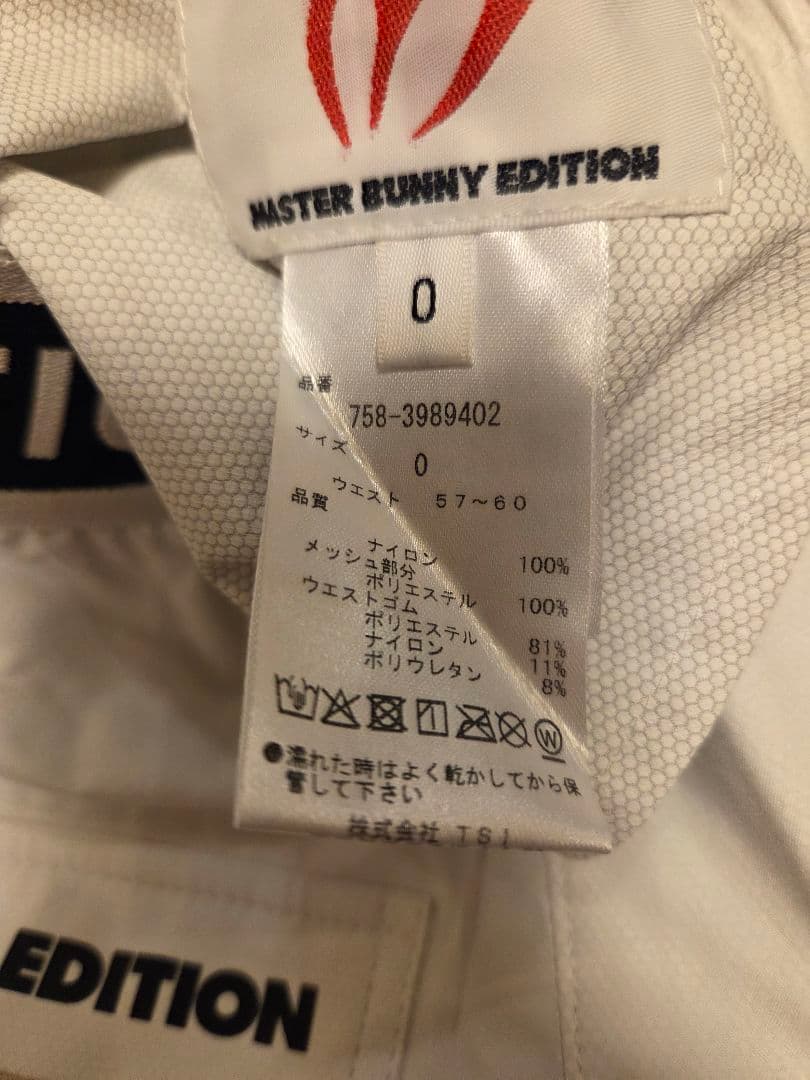 MASTER BUNNY EDITION
0
品番
758-3989402
サイズ
0
ウエスト 57～60
品質
ナイロン 100%
メッシュ部分
ポリエステル 100%
ウエストゴム
ポリエステル 81%
ナイロン 11%
ポリウレタン 8%
W
●濡れた時はよく乾かしてから保
管して下さい
株式会社 TSI
EDITION